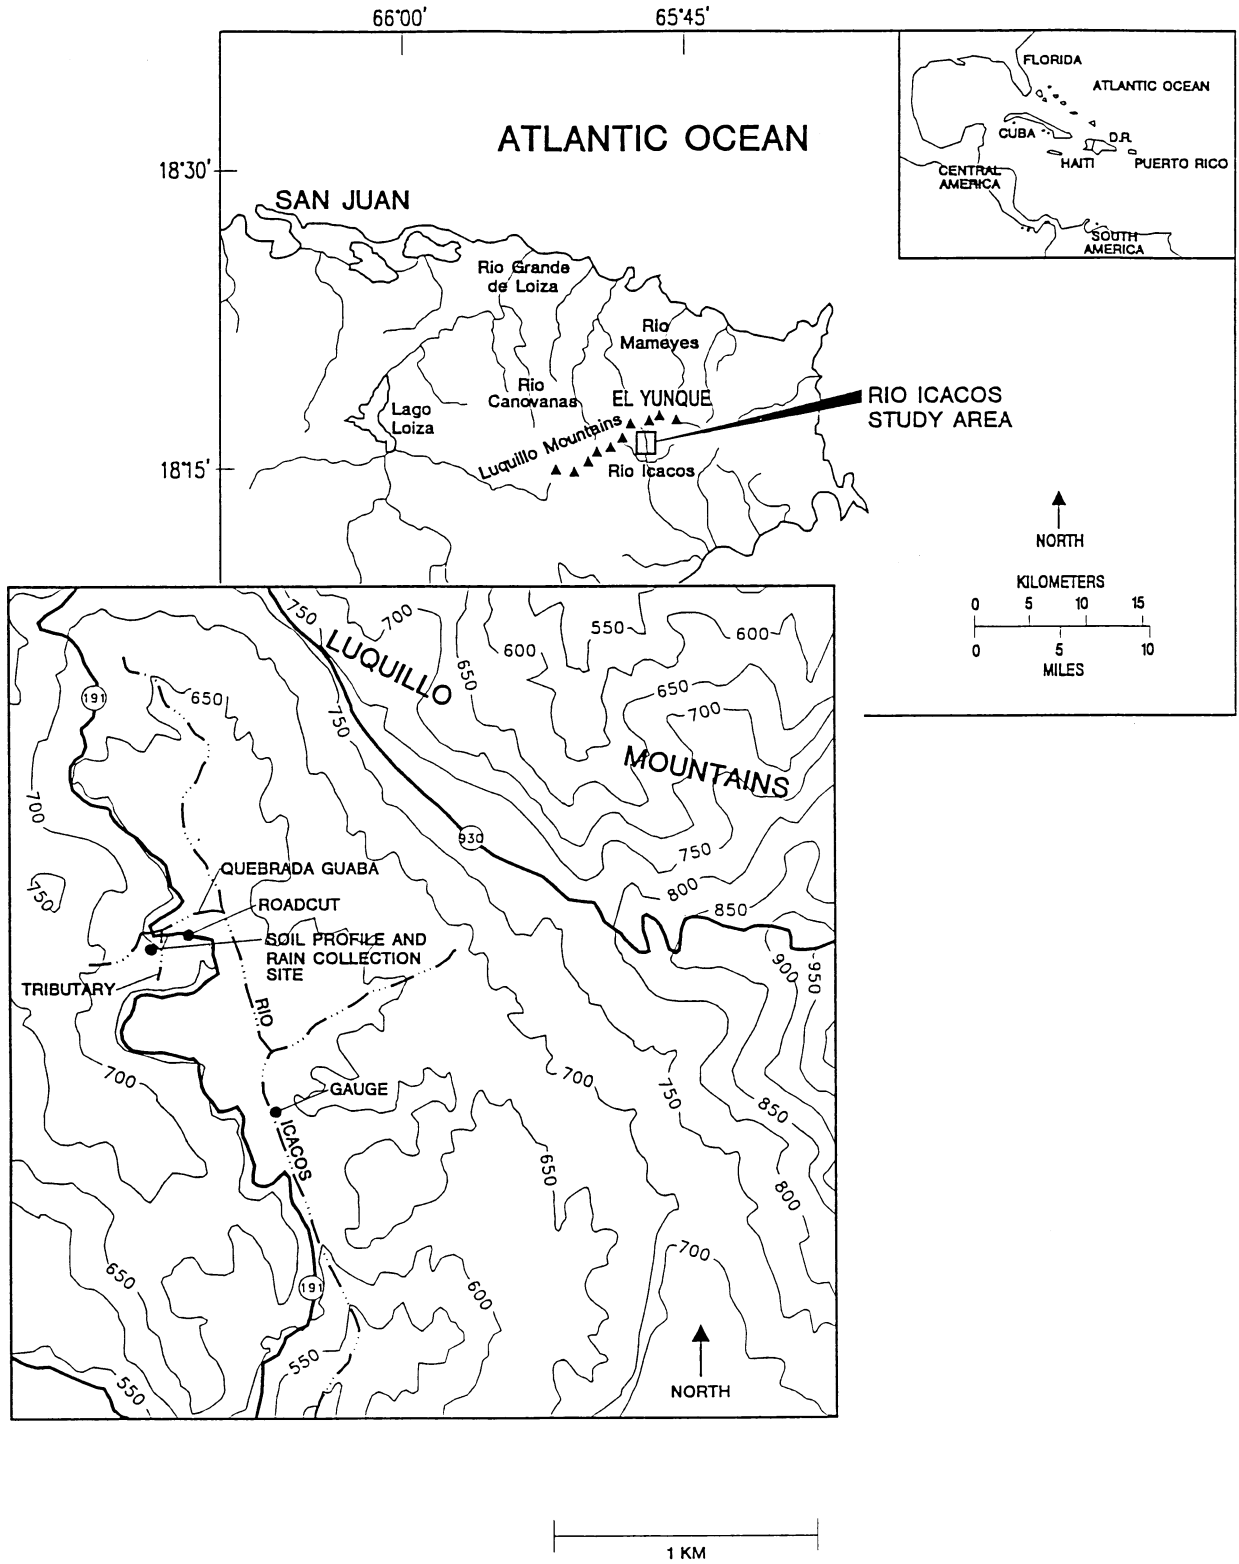 66°00'
65°45'
FLORIDA
ATLANTIC OCEAN
CUBA
D.R.
HAITI
PUERTO RICO
CENTRAL
AMERICA
SOUTH
AMERICA
ATLANTIC OCEAN
18°30'
SAN JUAN
Rio Grande
de Loiza
Rio
Mameyes
Rio
Canovanas
EL YUNQUE
RIO ICACOS
STUDY AREA
Lago
Loiza
Luquillo Mountains
18°15'
Rio Icacos
NORTH
KILOMETERS
0 5 10 15
0 5 10
MILES
750
700
550
600
600
LUQUILLO
650
650
191
650
700
750
MOUNTAINS
700
930
750
QUEBRADA GUABA
800
750
ROADCUT
850
SOIL PROFILE AND
RAIN COLLECTION
SITE
900
950
TRIBUTARY
RIO
700
700
GAUGE
750
850
ICACOS
650
800
700
650
600
191
550
550
NORTH
1 KM